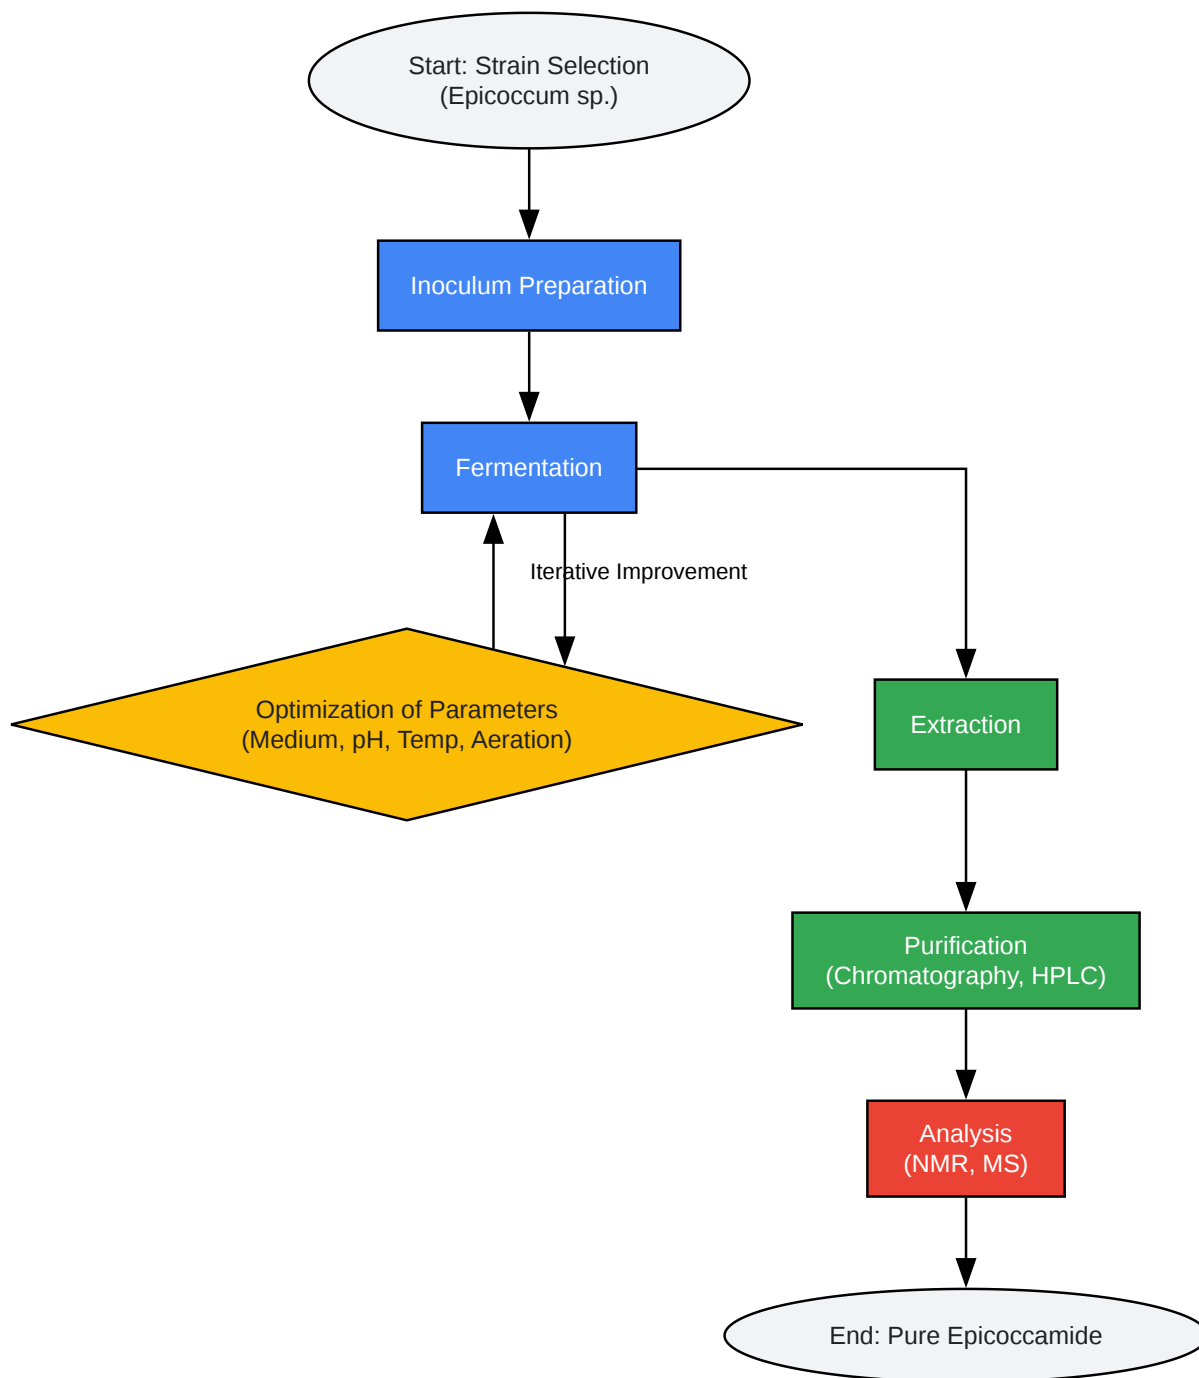 Start: Strain Selection
(Epicoccum sp.)
Inoculum Preparation
Fermentation
Iterative Improvement
Optimization of Parameters
(Medium, pH, Temp, Aeration)
Extraction
Purification
(Chromatography, HPLC)
Analysis
(NMR, MS)
End: Pure Epicoccamide